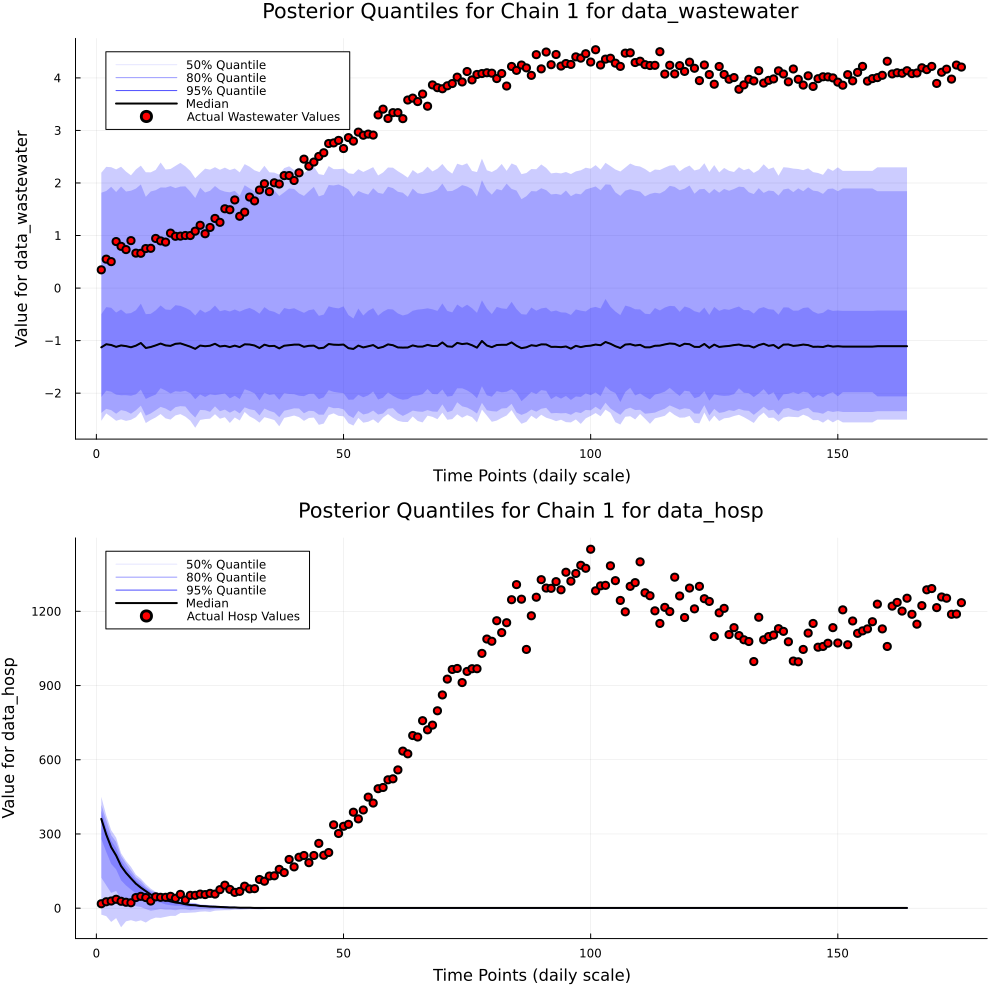 Posterior Quantiles for Chain 1 for data_wastewater
50% Quantile
80% Quantile
95% Quantile
Median
Actual Wastewater Values
Value for data_wastewater
4
3
2
1
0
−1
−2
0 50 100 150
Time Points (daily scale)
Posterior Quantiles for Chain 1 for data_hosp
50% Quantile
80% Quantile
95% Quantile
Median
Actual Hosp Values
Value for data_hosp
1200
900
600
300
0
0 50 100 150
Time Points (daily scale)